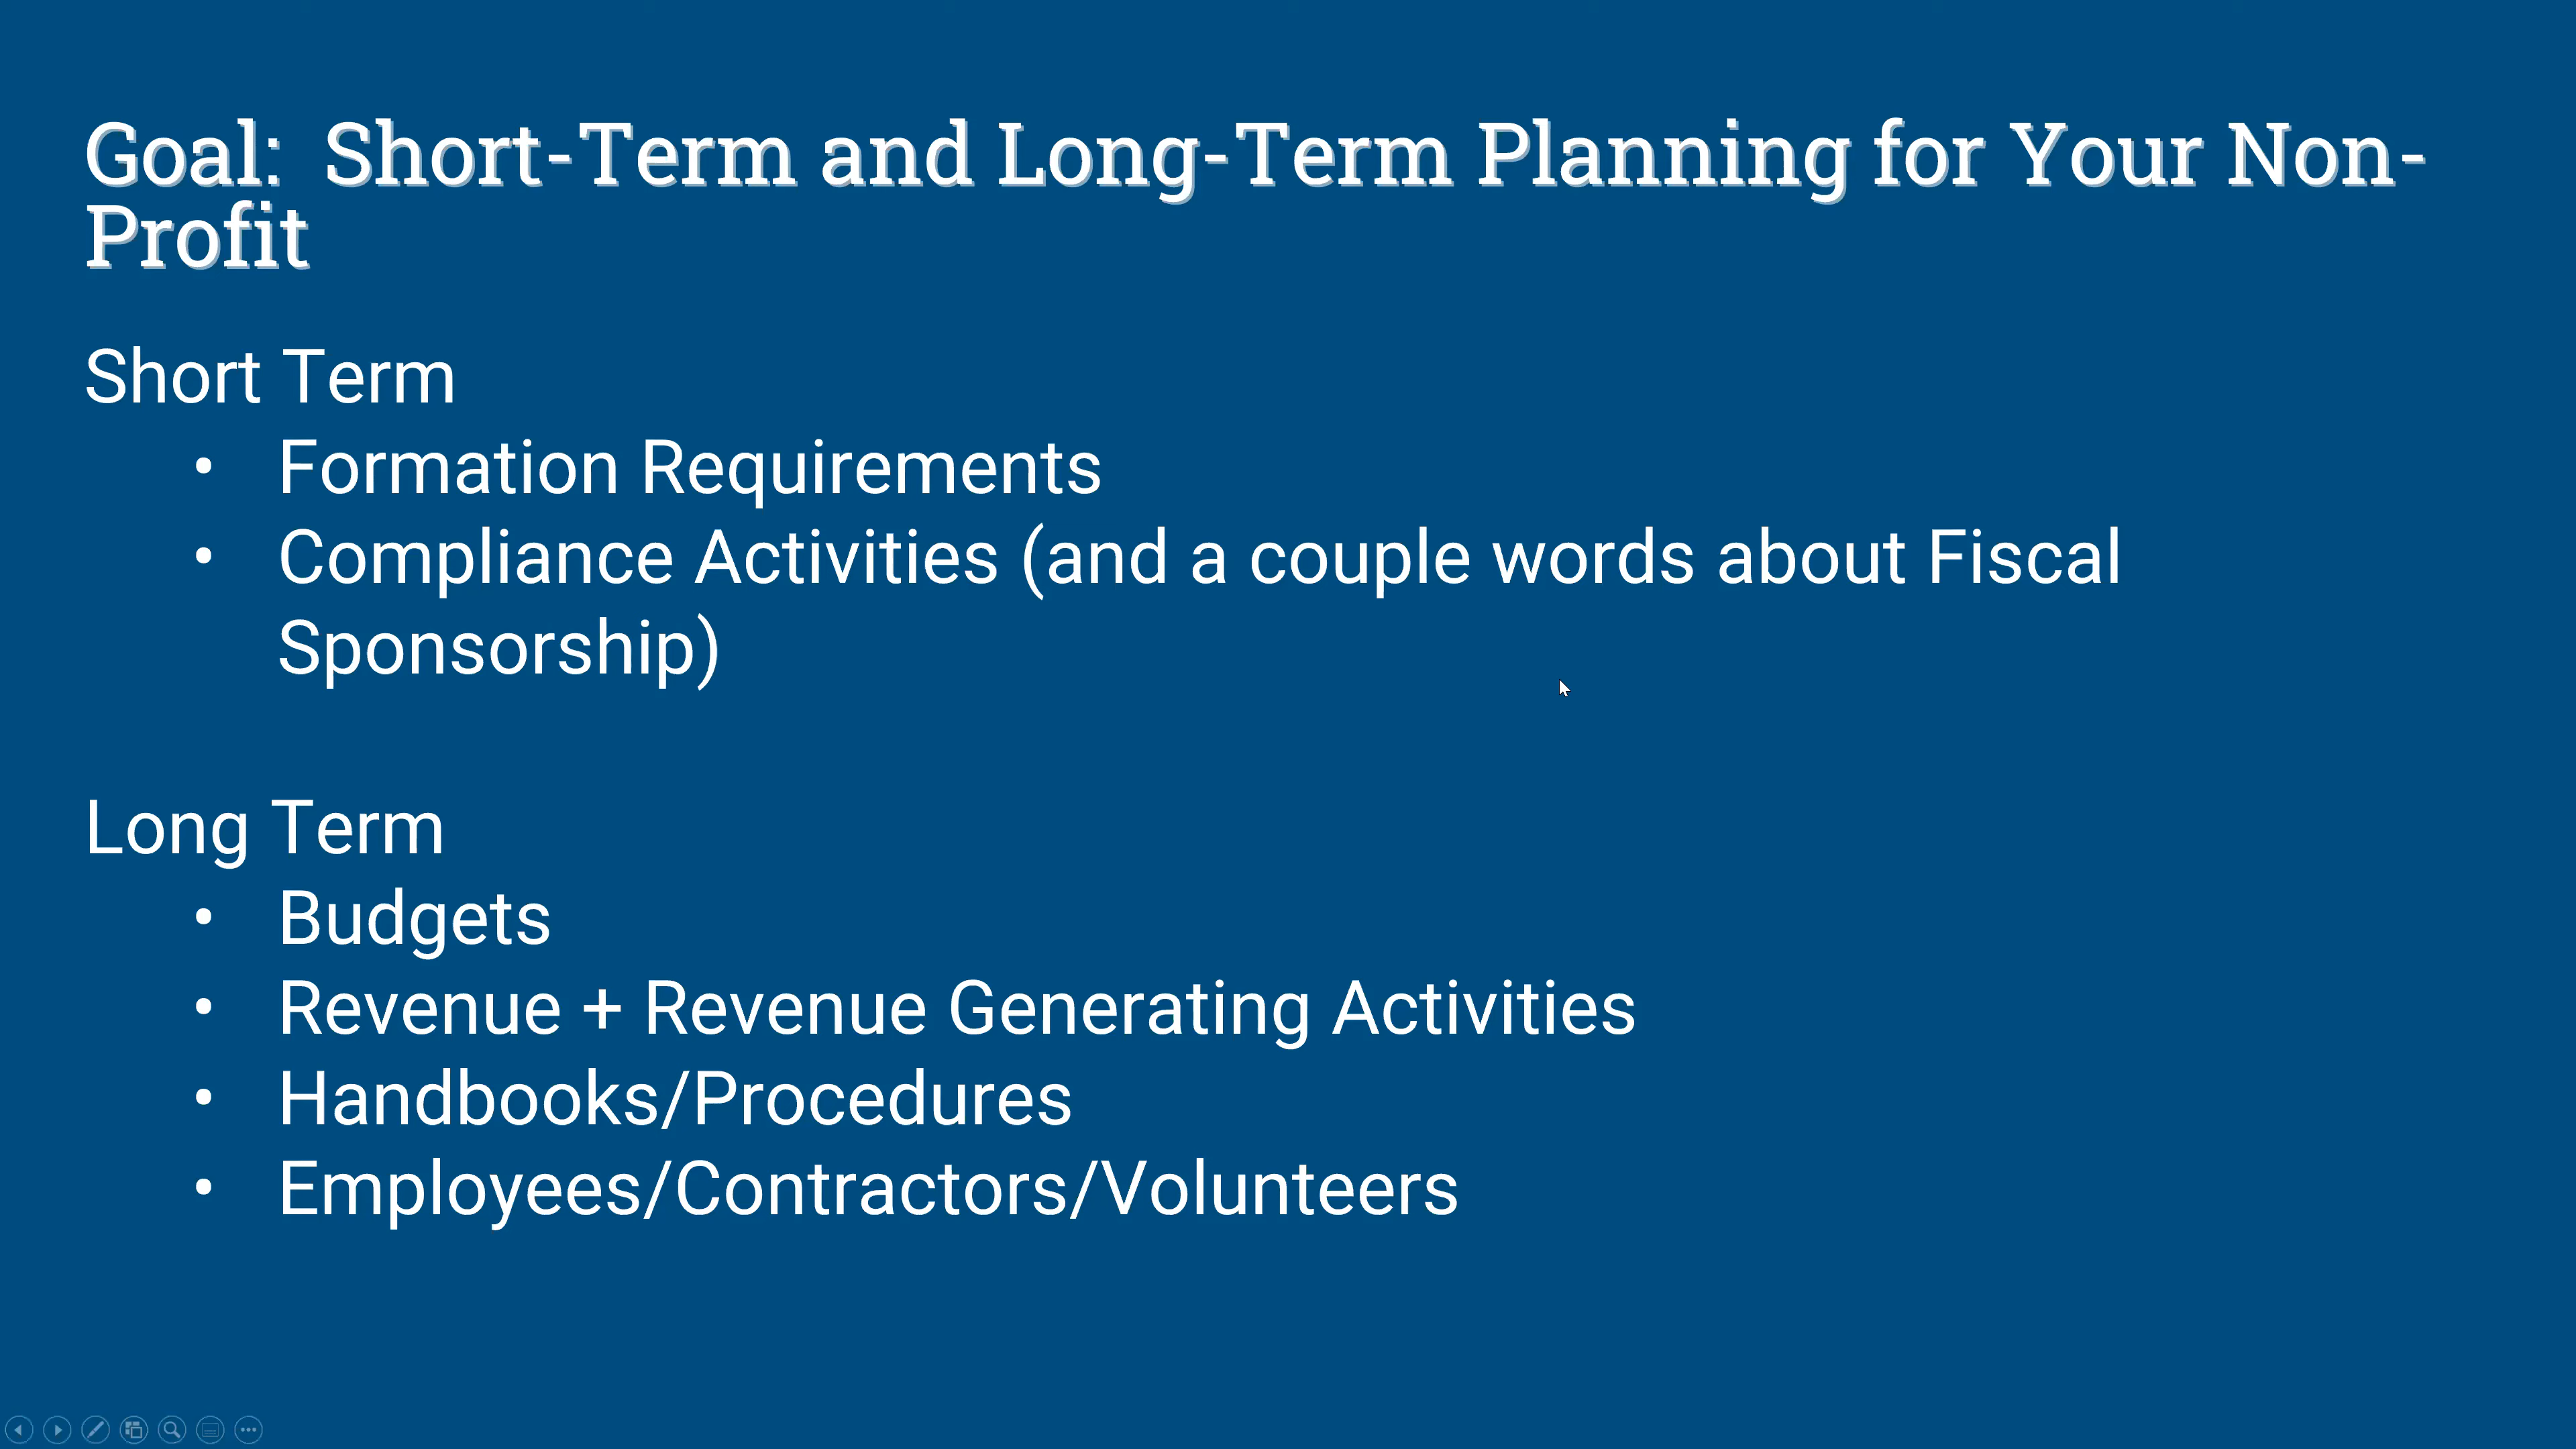 Goal:  Short-Term and Long-Term Planning for Your Non-
Profit
Short Term
• Formation Requirements
• Compliance Activities (and a couple words about Fiscal
Sponsorship)
Long Term
• Budgets
• Revenue + Revenue Generating Activities
• Handbooks/Procedures
• Employees/Contractors/Volunteers